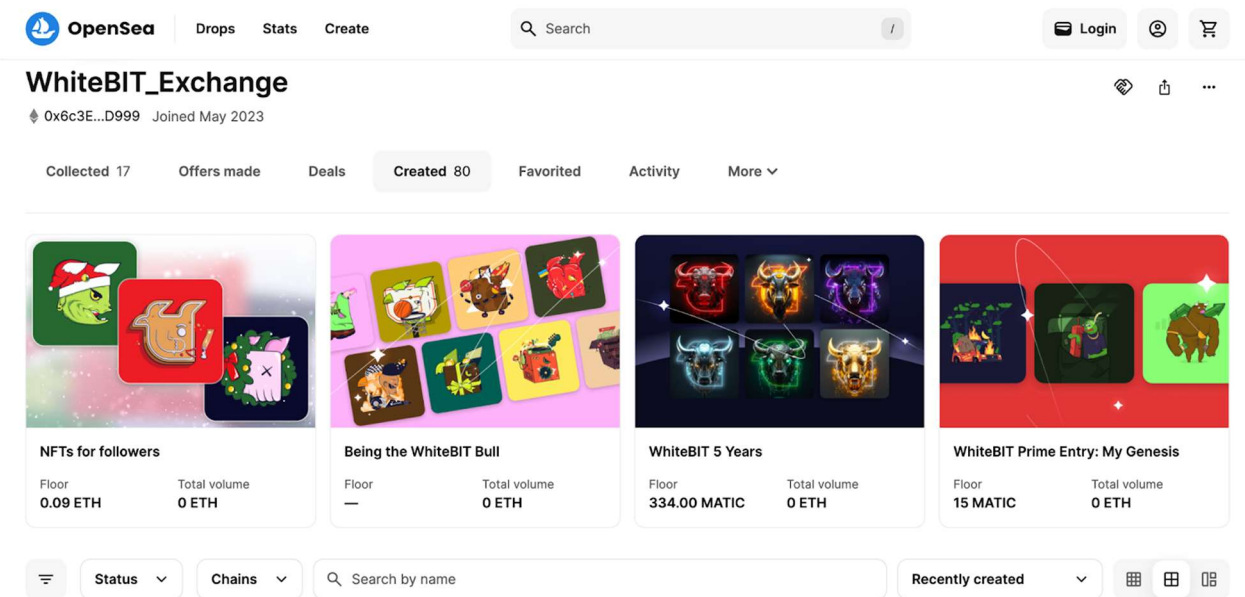 OpenSea Drops Stats Create Search / Login
WhiteBIT_Exchange
0x6c3E...D999 Joined May 2023
Collected 17 Offers made Deals Created 80 Favorited Activity More
NFTs for followers
Floor Total volume
0.09 ETH 0 ETH
Being the WhiteBIT Bull
Floor Total volume
— 0 ETH
WhiteBIT 5 Years
Floor Total volume
334.00 MATIC 0 ETH
WhiteBIT Prime Entry: My Genesis
Floor Total volume
15 MATIC 0 ETH
Status Chains Search by name Recently created